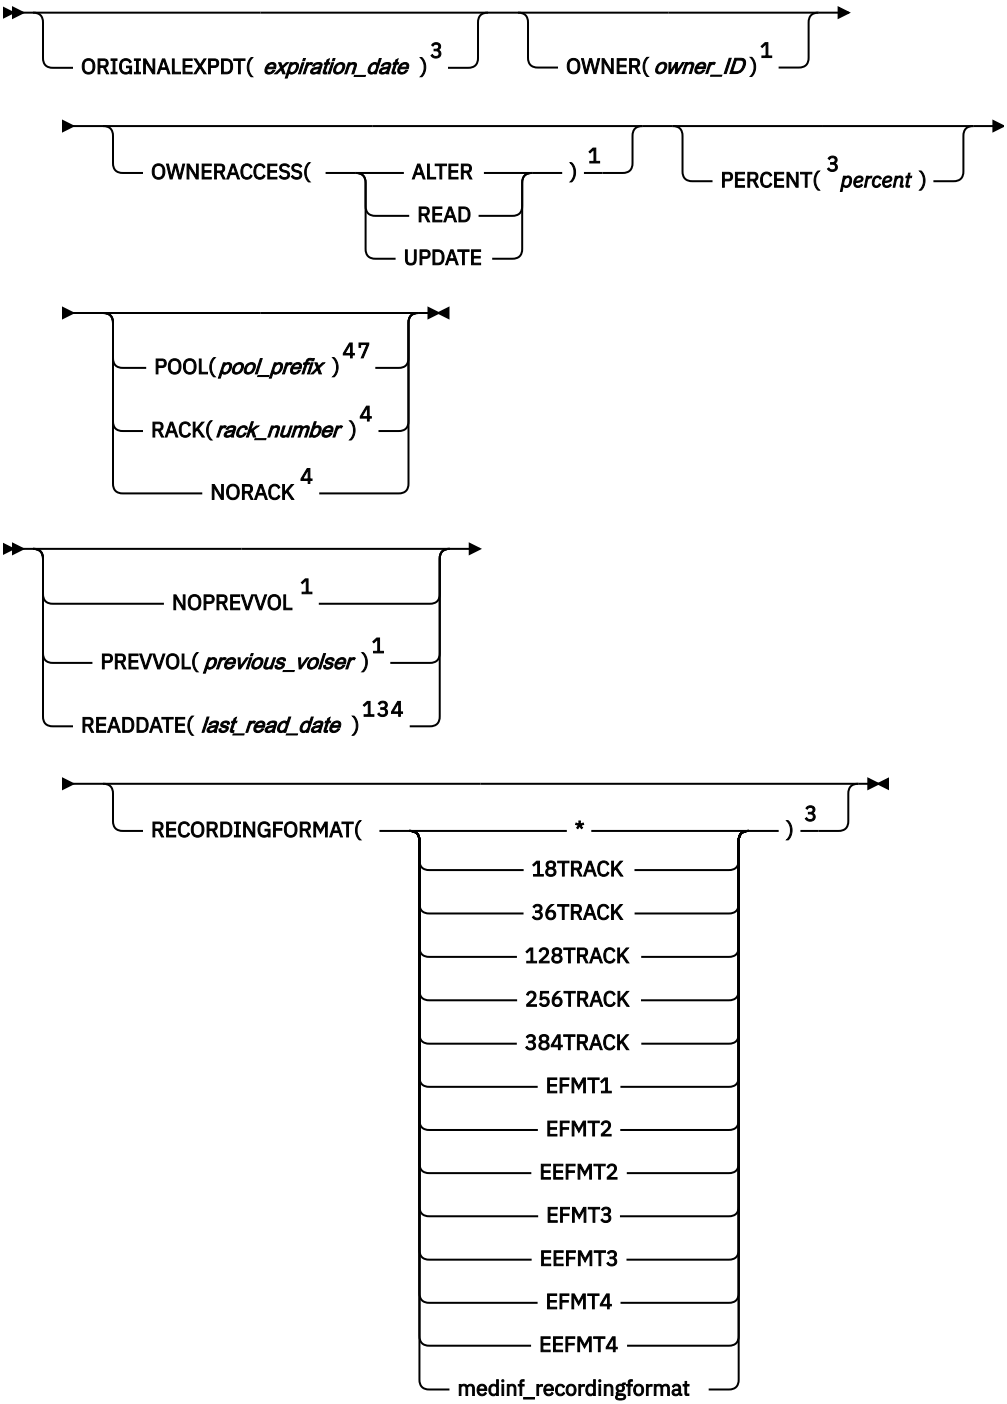 ORIGINALEXPDT( expiration_date ) 3 OWNER( owner_ID ) 1
OWNERACCESS( ALTER ) 1 PERCENT( 3 percent )
READ
UPDATE
POOL( pool_prefix ) 47
RACK( rack_number ) 4
NORACK 4
NOPREVVOL 1
PREVVOL( previous_volser ) 1
READDATE( last_read_date ) 134
RECORDINGFORMAT( * ) 3
18TRACK
36TRACK
128TRACK
256TRACK
384TRACK
EFMT1
EFMT2
EEFMT2
EFMT3
EEFMT3
EFMT4
EEFMT4
medinf_recordingformat